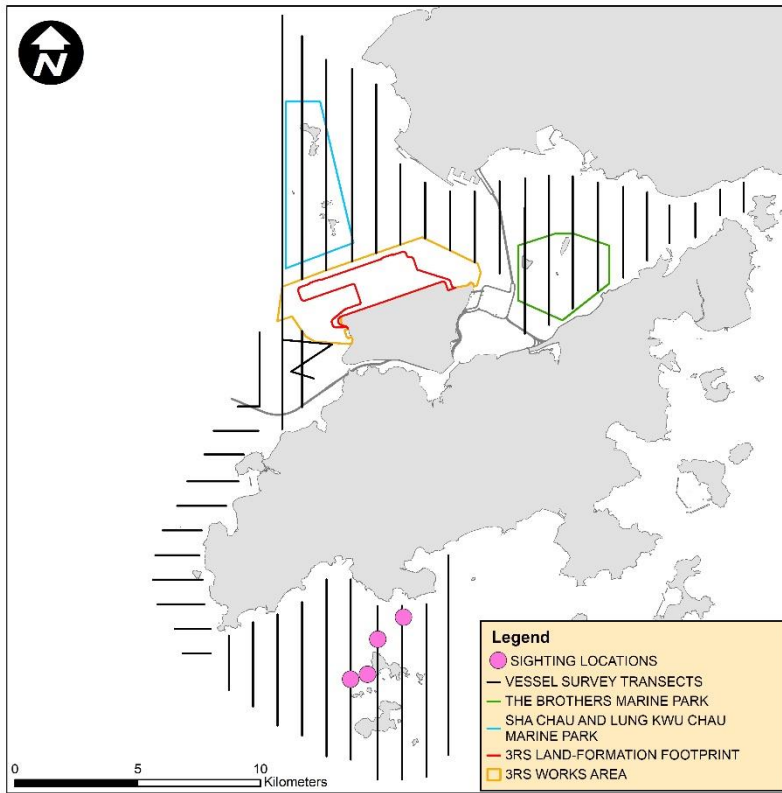 N
Legend
SIGHTING LOCATIONS
VESSEL SURVEY TRANSECTS
THE BROTHERS MARINE PARK
SHA CHAU AND LUNG KWU CHAU
MARINE PARK
3RS LAND-FORMATION FOOTPRINT
3RS WORKS AREA
0 5 10
Kilometers